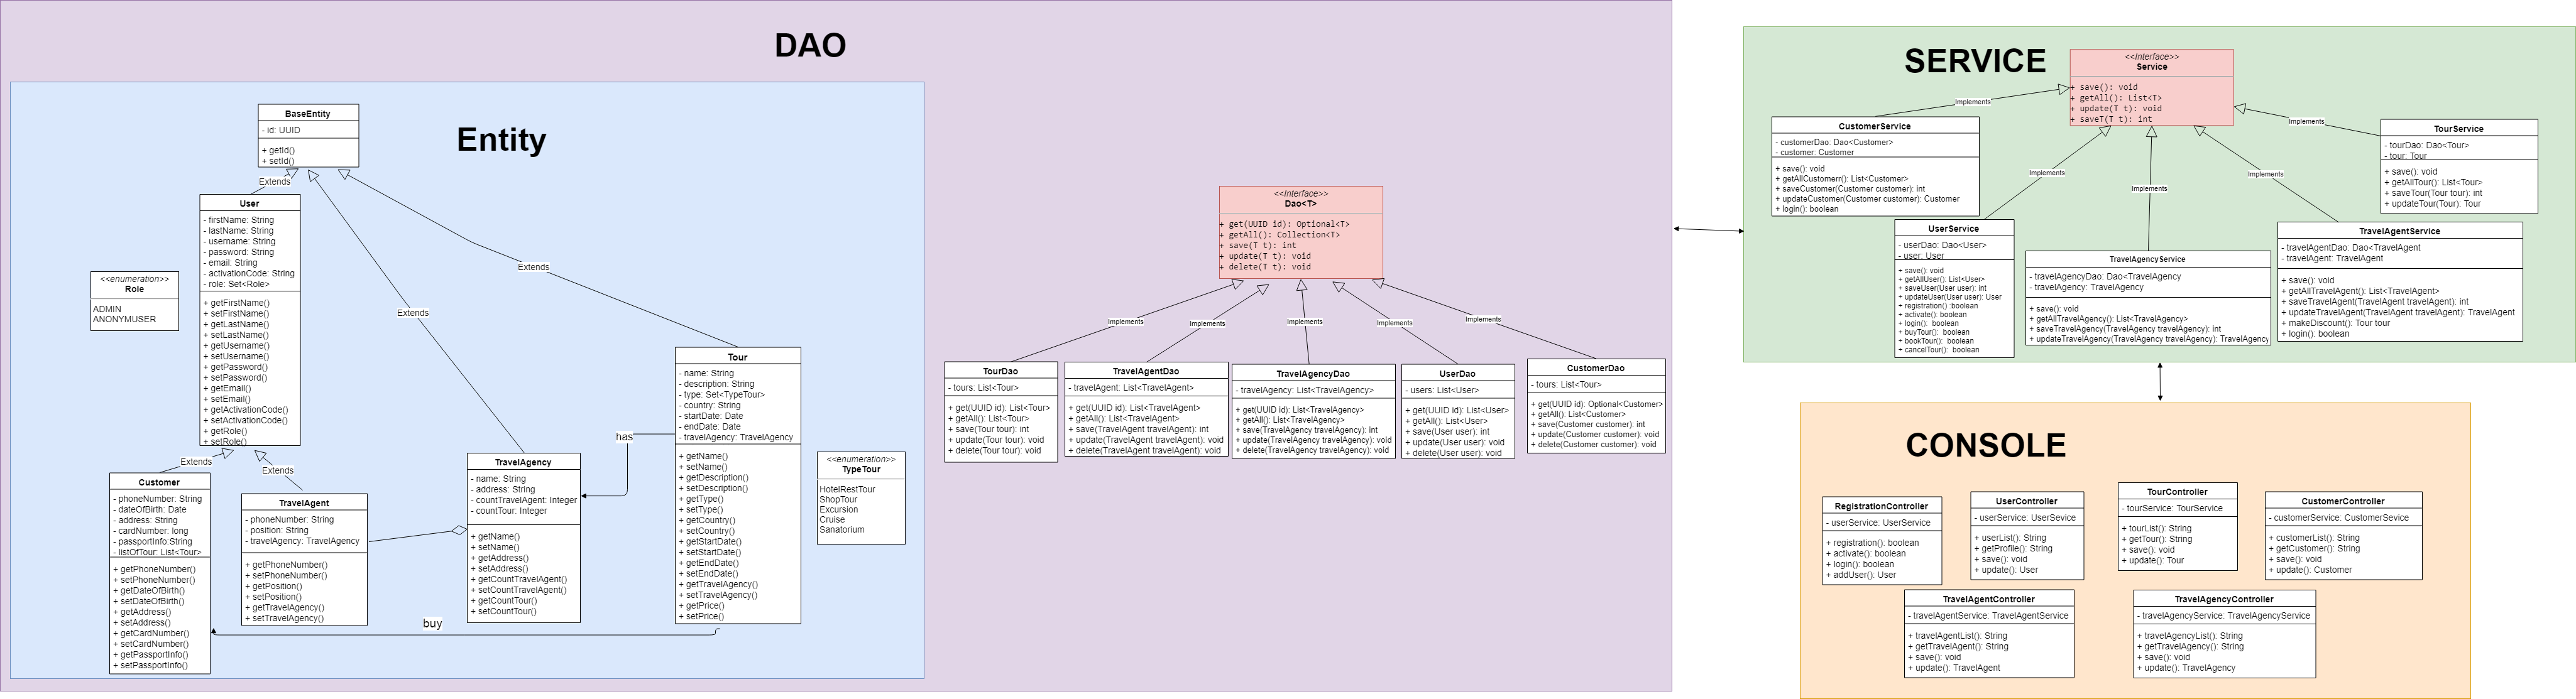 DAO
Entity
BaseEntity
- id: UUID
+ getId()
+ setId()
Extends
User
- firstName: String
- lastName: String
- username: String
- password: String
- email: String
- activationCode: String
- role: Set<Role>
+ getFirstName()
+ setFirstName()
+ getLastName()
+ setLastName()
+ getUsername()
+ setUsername()
+ getPassword()
+ setPassword()
+ getEmail()
+ setEmail()
+ getActivationCode()
+ setActivationCode()
+ getRole()
+ setRole()
<<enumeration>>
Role
ADMIN
ANONYMUSER
Extends
Extends
Extends
Extends
Customer
- phoneNumber: String
- dateOfBirth: Date
- address: String
- cardNumber: long
- passportInfo:String
- listOfTour: List<Tour>
+ getPhoneNumber()
+ setPhoneNumber()
+ getDateOfBirth()
+ setDateOfBirth()
+ getAddress()
+ setAddress()
+ getCardNumber()
+ setCardNumber()
+ getPassportInfo()
+ setPassportInfo()
TravelAgent
- phoneNumber: String
- position: String
- travelAgency: TravelAgency
+ getPhoneNumber()
+ setPhoneNumber()
+ getPosition()
+ setPosition()
+ getTravelAgency()
+ setTravelAgency()
TravelAgency
- name: String
- address: String
- countTravelAgent: Integer
- countTour: Integer
+ getName()
+ setName()
+ getAddress()
+ setAddress()
+ getCountTravelAgent()
+ setCountTravelAgent()
+ getCountTour()
+ setCountTour()
has
buy
Tour
- name: String
- description: String
- type: Set<TypeTour>
- country: String
- startDate: Date
- endDate: Date
- travelAgency: TravelAgency
+ getName()
+ setName()
+ getDescription()
+ setDescription()
+ getType()
+ setType()
+ getCountry()
+ setCountry()
+ getStartDate()
+ setStartDate()
+ getEndDate()
+ setEndDate()
+ getTravelAgency()
+ setTravelAgency()
+ getPrice()
+ setPrice()
<<enumeration>>
TypeTour
HotelRestTour
ShopTour
Excursion
Cruise
Sanatorium
<<Interface>>
Dao<T>
+ get(UUID id): Optional<T>
+ getAll(): Collection<T>
+ save(T t): int
+ update(T t): void
+ delete(T t): void
Implements
Implements
Implements
Implements
Implements
TourDao
- tours: List<Tour>
+ get(UUID id): List<Tour>
+ getAll(): List<Tour>
+ save(Tour tour): int
+ update(Tour tour): void
+ delete(Tour tour): void
TravelAgentDao
- travelAgent: List<TravelAgent>
+ get(UUID id): List<TravelAgent>
+ getAll(): List<TravelAgent>
+ save(TravelAgent travelAgent): int
+ update(TravelAgent travelAgent): void
+ delete(TravelAgent travelAgent): void
TravelAgencyDao
- travelAgency: List<TravelAgency>
+ get(UUID id): List<TravelAgency>
+ getAll(): List<TravelAgency>
+ save(TravelAgency travelAgency): int
+ update(TravelAgency travelAgency): void
+ delete(TravelAgency travelAgency): void
UserDao
- users: List<User>
+ get(UUID id): List<User>
+ getAll(): List<User>
+ save(User user): int
+ update(User user): void
+ delete(User user): void
CustomerDao
- tours: List<Tour>
+ get(UUID id): Optional<Customer>
+ getAll(): List<Customer>
+ save(Customer customer): int
+ update(Customer customer): void
+ delete(Customer customer): void
SERVICE
<<Interface>>
Service
+ save(): void
+ getAll(): List<T>
+ update(T t): void
+ saveT(T t): int
Implements
Implements
Implements
Implements
Implements
CustomerService
- customerDao: Dao<Customer>
- customer: Customer
+ save(): void
+ getAllCustomerr(): List<Customer>
+ saveCustomer(Customer customer): int
+ updateCustomer(Customer customer): Customer
+ login(): boolean
UserService
- userDao: Dao<User>
- user: User
+ save(): void
+ getAllUser(): List<User>
+ saveUser(User user): int
+ updateUser(User user): User
+ registration() :boolean
+ activate(): boolean
+ login(): boolean
+ buyTour(): boolean
+ bookTour(): boolean
+ cancelTour(): boolean
TravelAgencyService
- travelAgencyDao: Dao<TravelAgency
- travelAgency: TravelAgency
+ save(): void
+ getAllTravelAgency(): List<TravelAgency>
+ saveTravelAgency(TravelAgency travelAgency): int
+ updateTravelAgency(TravelAgency travelAgency): TravelAgency
TravelAgentService
- travelAgentDao: Dao<TravelAgent
- travelAgent: TravelAgent
+ save(): void
+ getAllTravelAgent(): List<TravelAgent>
+ saveTravelAgent(TravelAgent travelAgent): int
+ updateTravelAgent(TravelAgent travelAgent): TravelAgent
+ makeDiscount(): Tour tour
+ login(): boolean
TourService
- tourDao: Dao<Tour>
- tour: Tour
+ save(): void
+ getAllTour(): List<Tour>
+ saveTour(Tour tour): int
+ updateTour(Tour): Tour
CONSOLE
RegistrationController
- userService: UserService
+ registration(): boolean
+ activate(): boolean
+ login(): boolean
+ addUser(): User
UserController
- userService: UserSevice
+ userList(): String
+ getProfile(): String
+ save(): void
+ update(): User
TourController
- tourService: TourService
+ tourList(): String
+ getTour(): String
+ save(): void
+ update(): Tour
CustomerController
- customerService: CustomerSevice
+ customerList(): String
+ getCustomer(): String
+ save(): void
+ update(): Customer
TravelAgentController
- travelAgentService: TravelAgentService
+ travelAgentList(): String
+ getTravelAgent(): String
+ save(): void
+ update(): TravelAgent
TravelAgencyController
- travelAgencyService: TravelAgencyService
+ travelAgencyList(): String
+ getTravelAgency(): String
+ save(): void
+ update(): TravelAgency